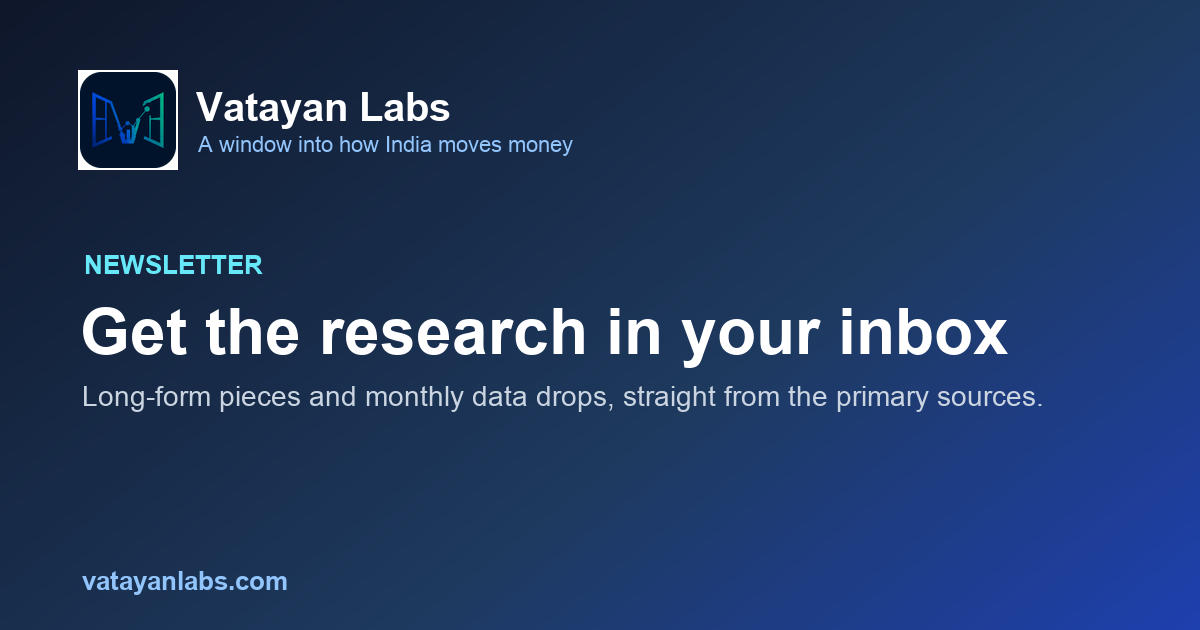 Vatayan Labs
A window into how India moves money
NEWSLETTER
Get the research in your inbox
Long-form pieces and monthly data drops, straight from the primary sources.
vatayanlabs.com